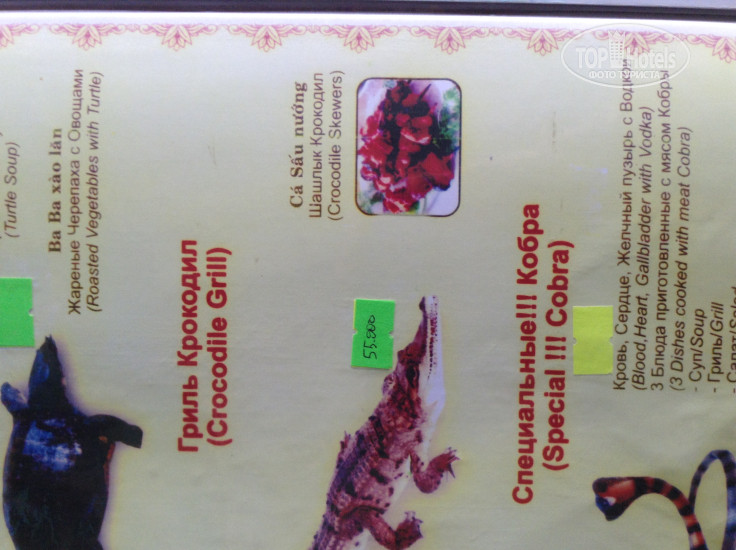 (Turtle Soup)
Ba Ba xào lăn
Жареные Черепаха с Овощами
(Roasted Vegetables with Turtle)
Гриль Крокодил
(Crocodile Grill)
Cá Sấu nướng
Шашлык Крокодил
(Crocodile Skewers)
55.000
Специальные!!! Кобра
(Special !!! Cobra)
Кровь, Сердце, Желчный пузырь с Водкой
(Blood,Heart, Gallbladder with Vodka)
3 Блюда приготовленные с мясом Кобры
(3 Dishes cooked with meat Cobra)
- Суп/Soup
- Гриль/Grill
- Салат/Salad
TOP Hotels
ФОТО ТУРИСТА